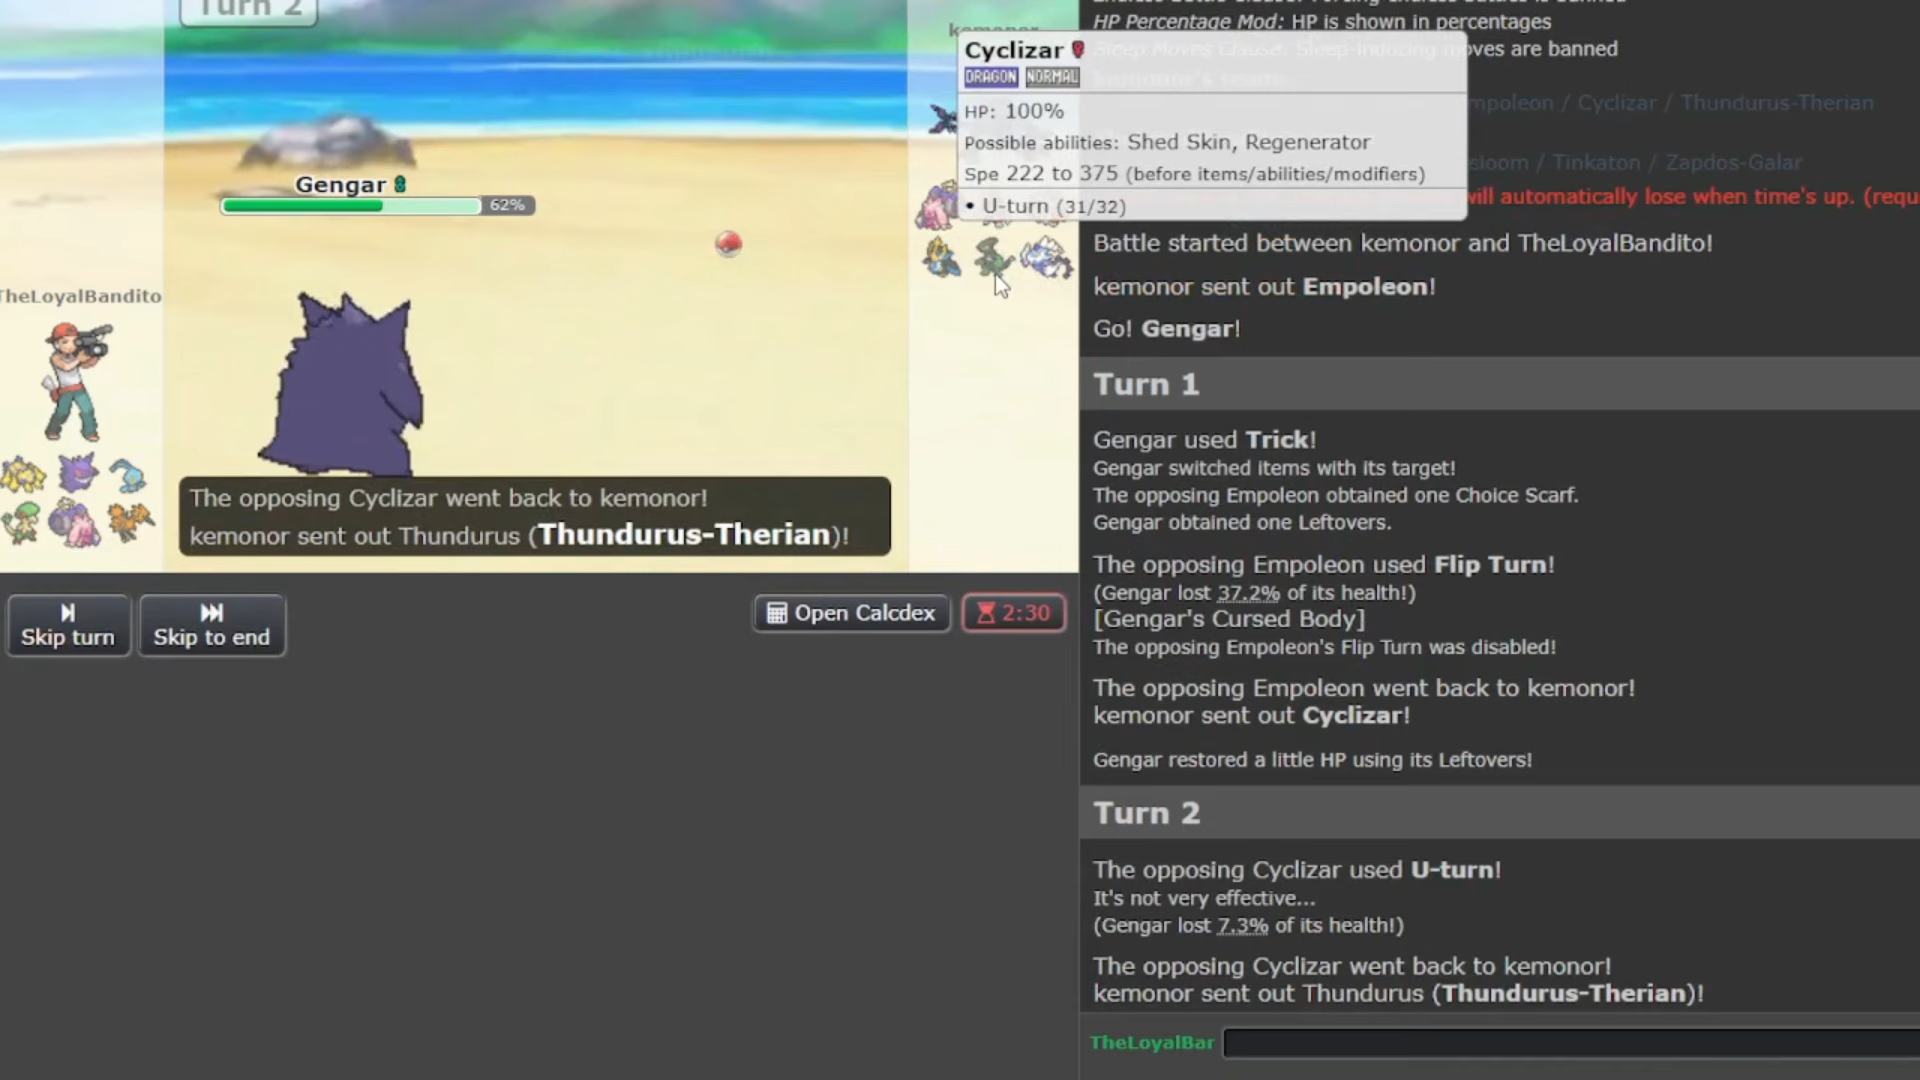 Turn 2
HP Percentage Mod: HP is shown in percentages
moves are banned
Cyclizar
DRAGON NORMAL
HP: 100%
Possible abilities: Shed Skin, Regenerator
Spe 222 to 375 (before items/abilities/modifiers)
• U-turn (31/32)
mpoleon / Cyclizar / Thundurus-Therian
sloom / Tinkaton / Zapdos-Galar
will automatically lose when time's up. (requ
Gengar
62%
TheLoyalBandito
The opposing Cyclizar went back to kemonor!
kemonor sent out Thundurus (Thundurus-Therian)!
Skip turn
Skip to end
Open Calcdex
2:30
Battle started between kemonor and TheLoyalBandito!
kemonor sent out Empoleon!
Go! Gengar!
Turn 1
Gengar used Trick!
Gengar switched items with its target!
The opposing Empoleon obtained one Choice Scarf.
Gengar obtained one Leftovers.
The opposing Empoleon used Flip Turn!
(Gengar lost 37.2% of its health!)
[Gengar's Cursed Body]
The opposing Empoleon's Flip Turn was disabled!
The opposing Empoleon went back to kemonor!
kemonor sent out Cyclizar!
Gengar restored a little HP using its Leftovers!
Turn 2
The opposing Cyclizar used U-turn!
It's not very effective...
(Gengar lost 7.3% of its health!)
The opposing Cyclizar went back to kemonor!
kemonor sent out Thundurus (Thundurus-Therian)!
TheLoyalBar